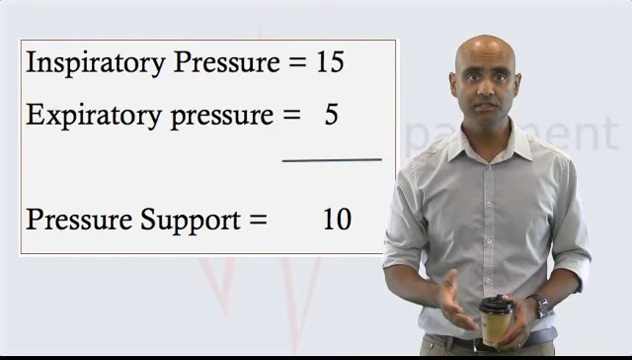 Inspiratory Pressure = 15
Expiratory pressure = 5
Pressure Support = 10